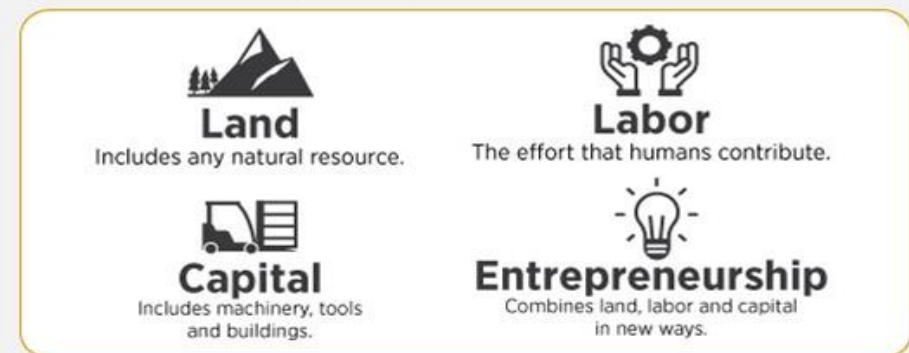 Land
Includes any natural resource.
Labor
The effort that humans contribute.
Capital
Includes machinery, tools
and buildings.
Entrepreneurship
Combines land, labor and capital
in new ways.